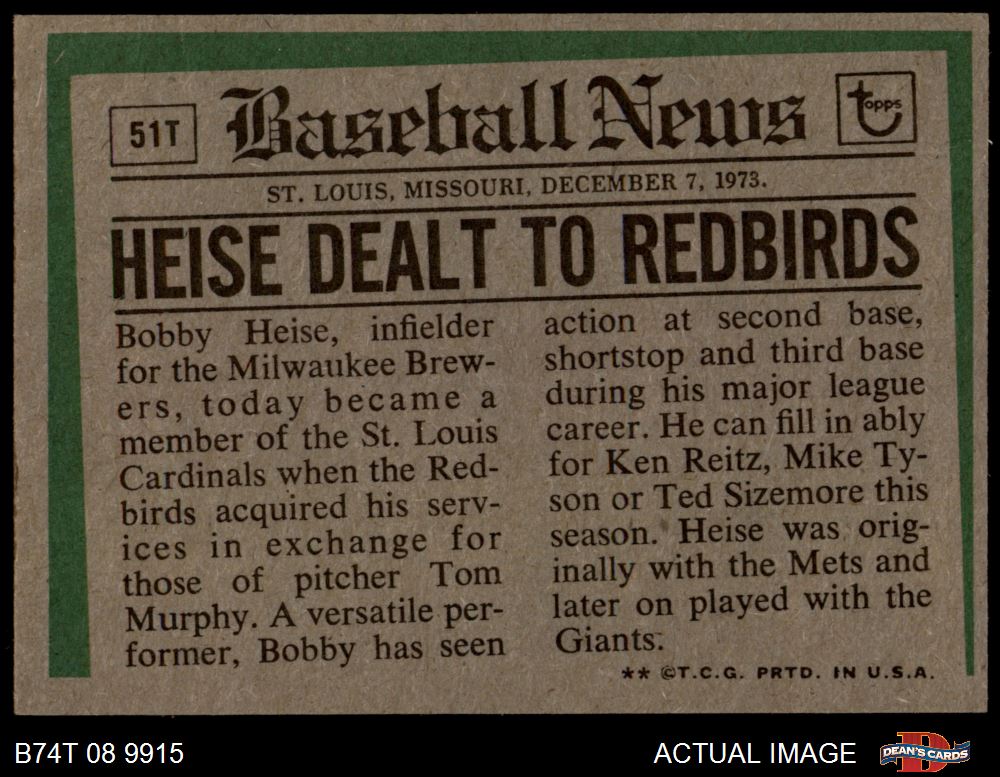 51T
Baseball News
topps
ST. LOUIS, MISSOURI, DECEMBER 7, 1973.
HEISE DEALT TO REDBIRDS
Bobby Heise, infielder
for the Milwaukee Brew-
ers, today became a
member of the St. Louis
Cardinals when the Red-
birds acquired his serv-
ices in exchange for
those of pitcher Tom
Murphy. A versatile per-
former, Bobby has seen
action at second base,
shortstop and third base
during his major league
career. He can fill in ably
for Ken Reitz, Mike Ty-
son or Ted Sizemore this
season. Heise was orig-
inally with the Mets and
later on played with the
Giants.
** ©T.C.G. PRTD. IN U.S.A.
B74T 08 9915
ACTUAL IMAGE
DEAN'S CARDS